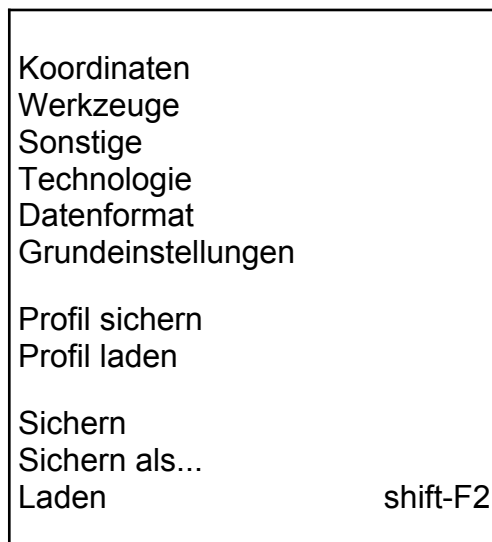 Koordinaten
Werkzeuge
Sonstige
Technologie
Datenformat
Grundeinstellungen
Profil sichern
Profil laden
Sichern
Sichern als...
Laden shift-F2